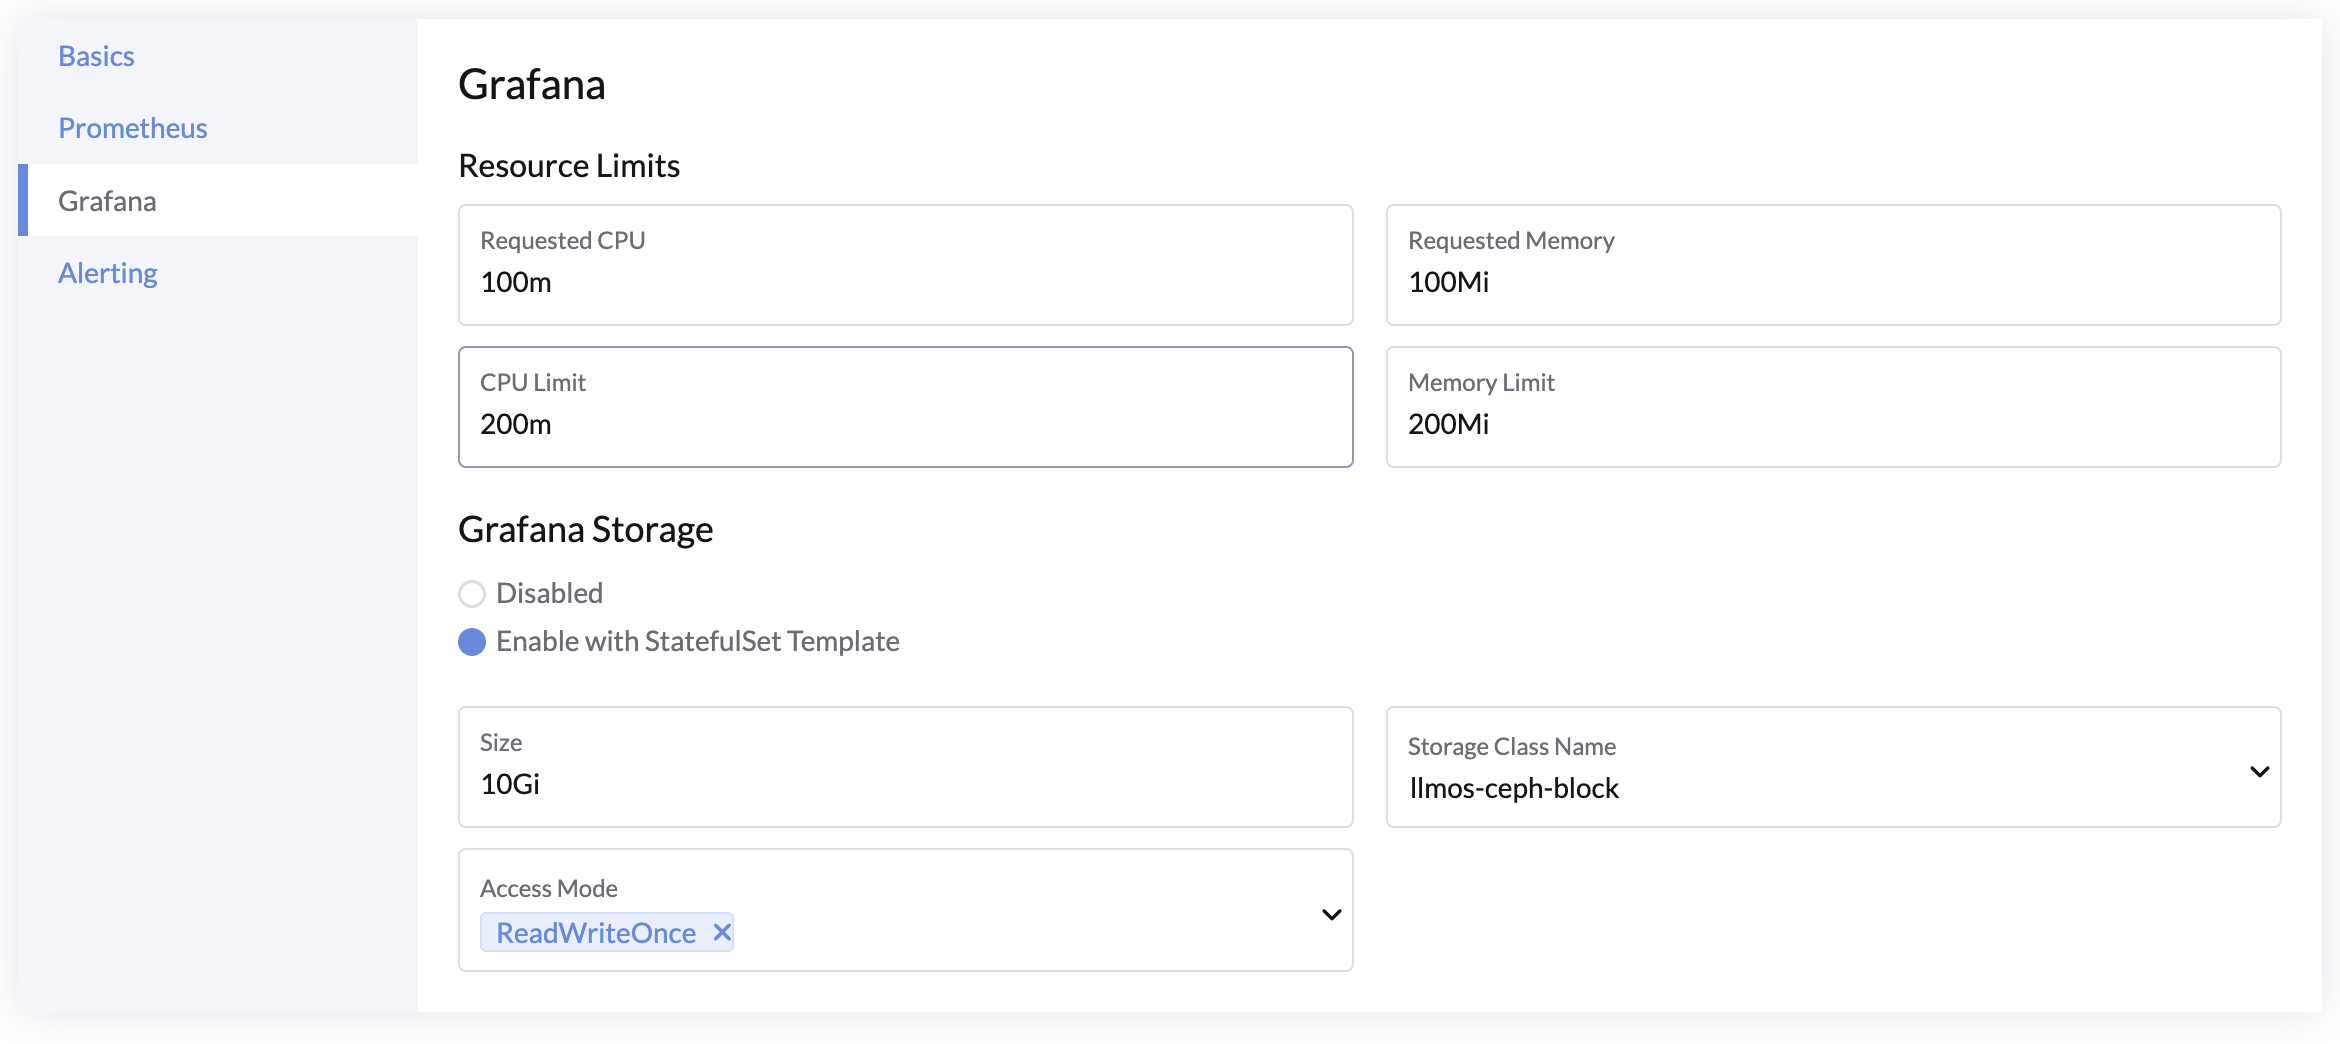 Basics
Prometheus
Grafana
Alerting
Grafana
Resource Limits
Requested CPU
100m
Requested Memory
100Mi
CPU Limit
200m
Memory Limit
200Mi
Grafana Storage
Disabled
Enable with StatefulSet Template
Size
10Gi
Storage Class Name
llmos-ceph-block
Access Mode
ReadWriteOnce